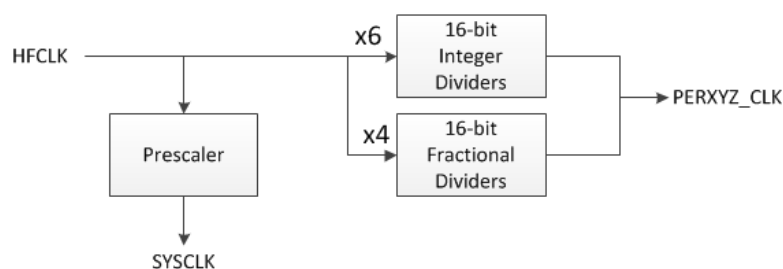 x6
16-bit
Integer
Dividers
HFCLK
PERXYZ_CLK
x4
16-bit
Fractional
Dividers
Prescaler
SYSCLK